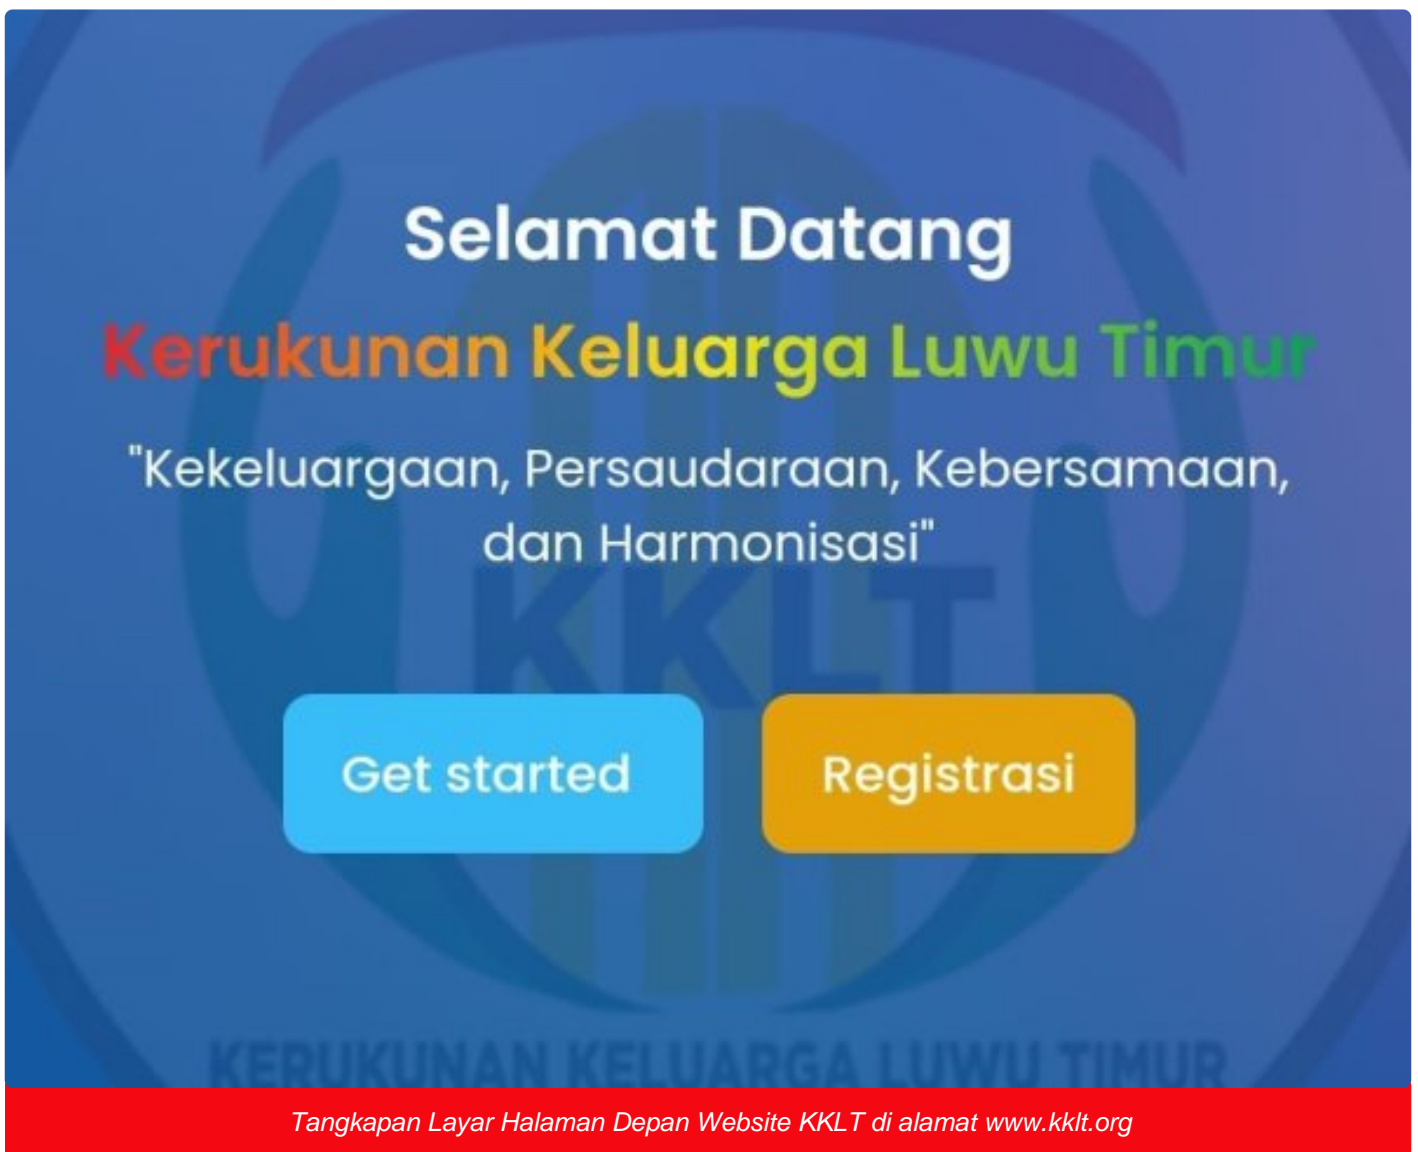 Selamat Datang
Kerukunan Keluarga Luwu Timur
"Kekeluargaan, Persaudaraan, Kebersamaan,
dan Harmonisasi"
KKLT
Get started
Registrasi
KERUKUNAN KELUARGA LUWU TIMUR
Tangkapan Layar Halaman Depan Website KKLT di alamat www.kklt.org